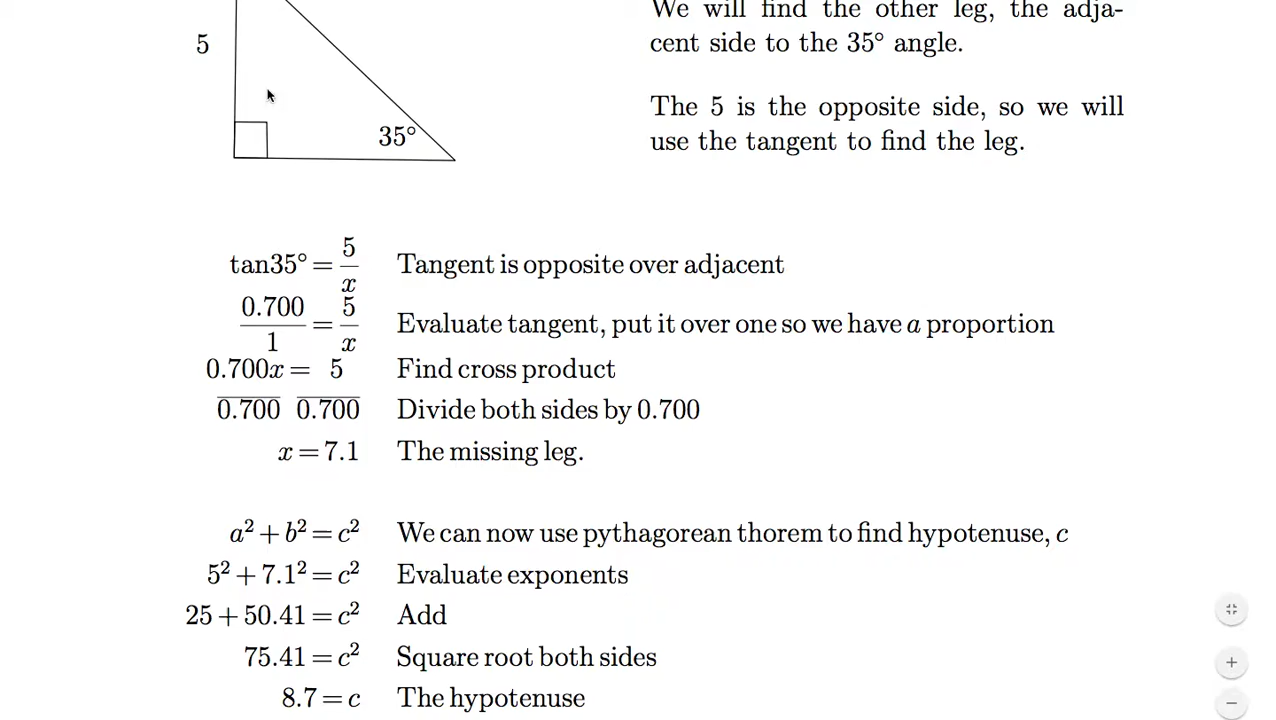 We will find the other leg, the adja-
cent side to the 35° angle.
5
The 5 is the opposite side, so we will
use the tangent to find the leg.
35°
tan35° = 5/x Tangent is opposite over adjacent
0.700/1 = 5/x Evaluate tangent, put it over one so we have a proportion
0.700x = 5 Find cross product
0.700 0.700 Divide both sides by 0.700
x = 7.1 The missing leg.
a² + b² = c² We can now use pythagorean thorem to find hypotenuse, c
5² + 7.1² = c² Evaluate exponents
25 + 50.41 = c² Add
75.41 = c² Square root both sides
8.7 = c The hypotenuse